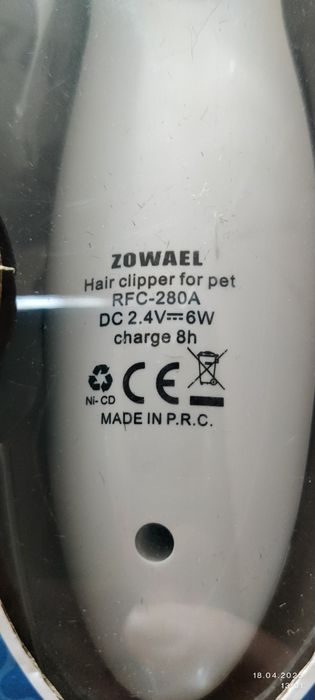 ZOWAEL
Hair clipper for pet
RFC-280A
DC 2.4V⎓6W
charge 8h
CE
Ni-CD
MADE IN P.R.C.
18.04.202